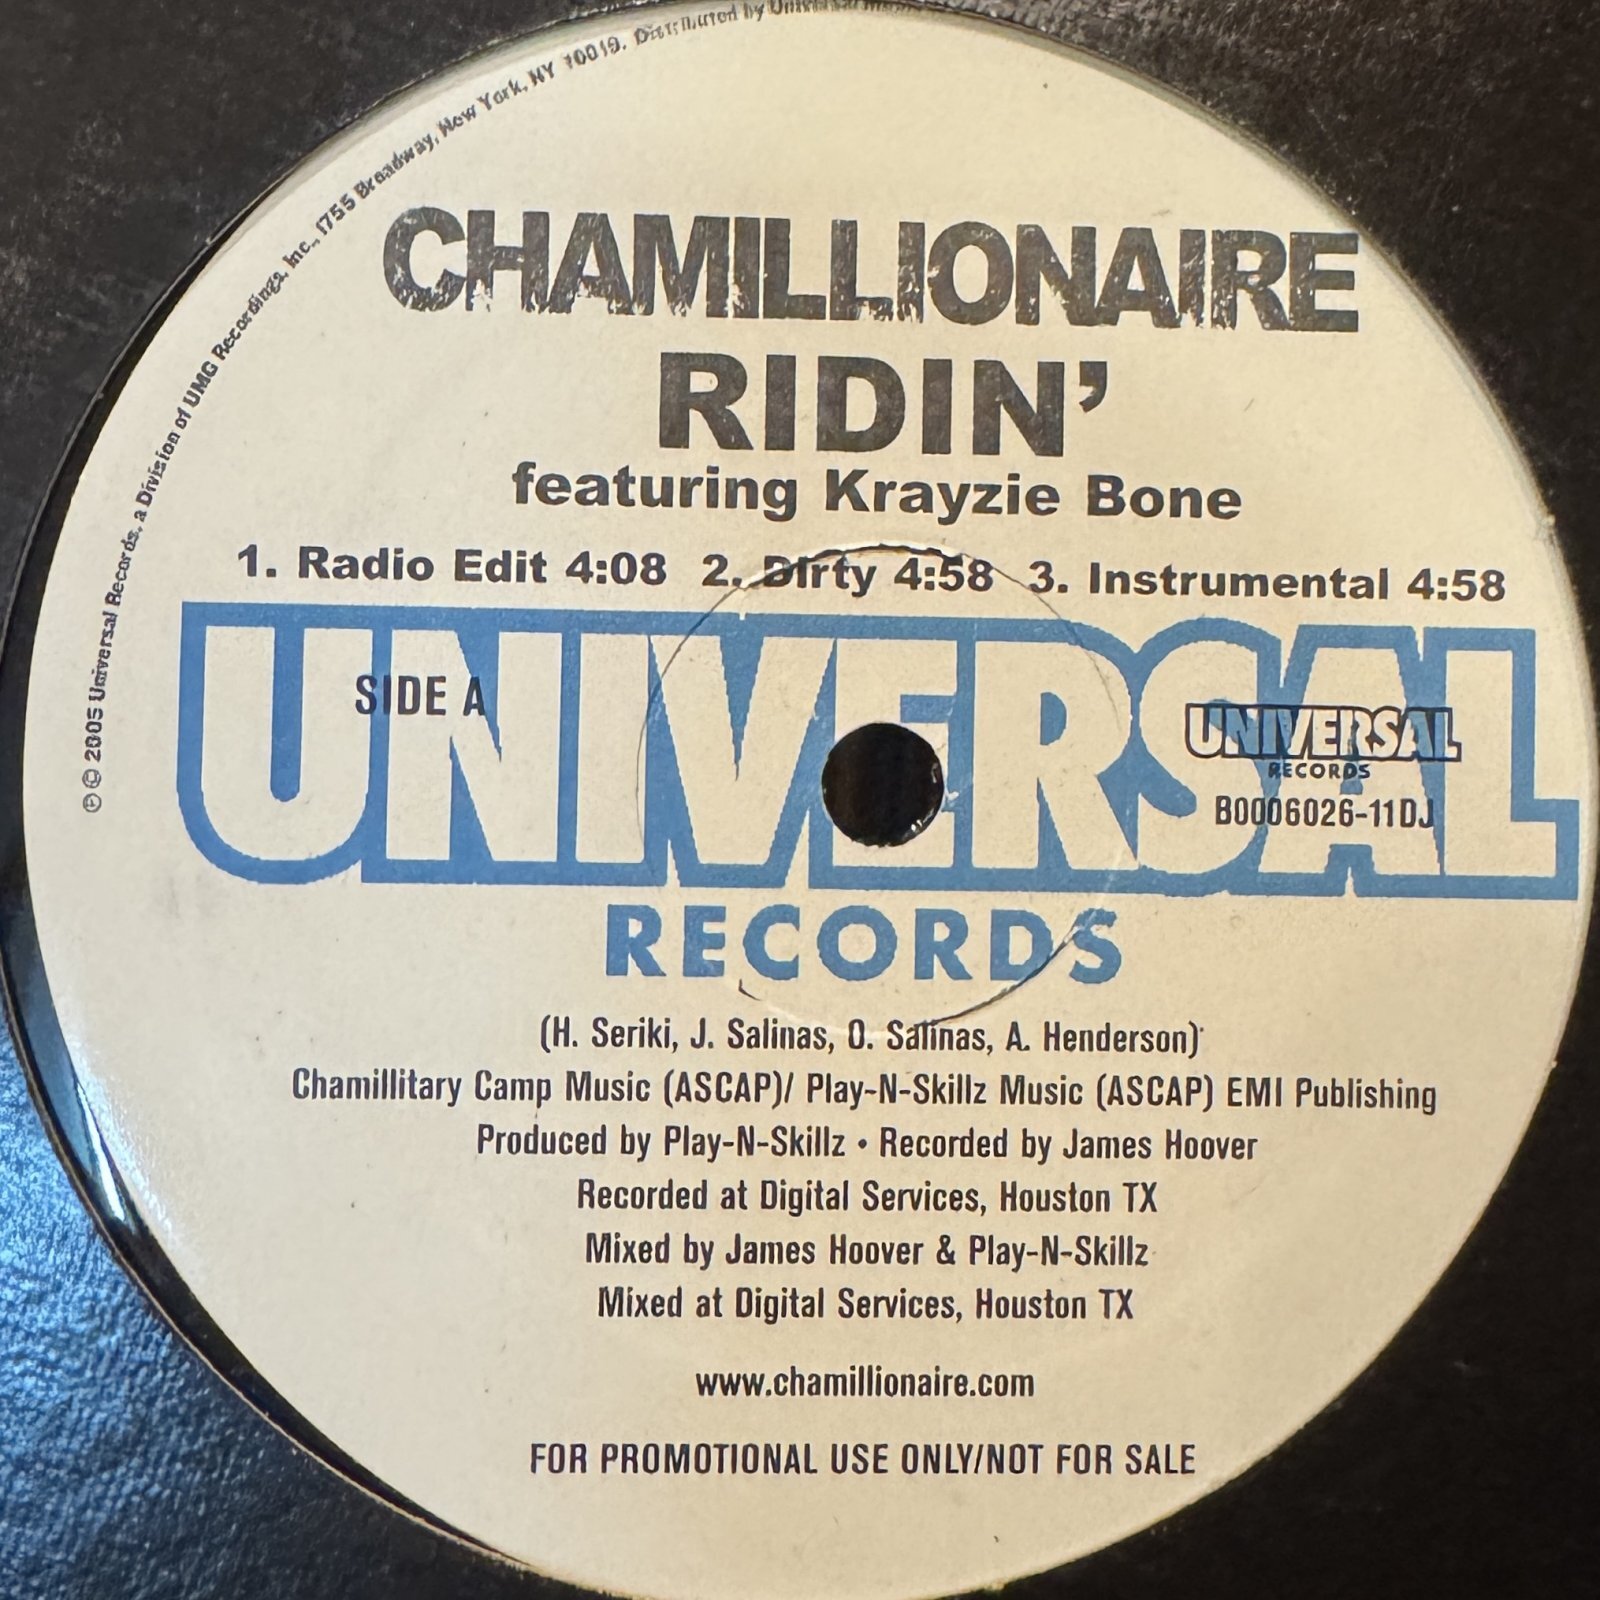 ℗ © 2005 Universal Records, a Division of UMG Recordings, Inc., 1755 Broadway, New York, NY 10019. Distributed by
CHAMILLIONAIRE
RIDIN’
featuring Krayzie Bone
1. Radio Edit 4:08 2. Dirty 4:58 3. Instrumental 4:58
UNIVERSAL
RECORDS
SIDE A
UNIVERSAL
RECORDS
B0006026-11DJ
(H. Seriki, J. Salinas, O. Salinas, A. Henderson)
Chamillitary Camp Music (ASCAP)/ Play-N-Skillz Music (ASCAP) EMI Publishing
Produced by Play-N-Skillz • Recorded by James Hoover
Recorded at Digital Services, Houston TX
Mixed by James Hoover & Play-N-Skillz
Mixed at Digital Services, Houston TX
www.chamillionaire.com
FOR PROMOTIONAL USE ONLY/NOT FOR SALE